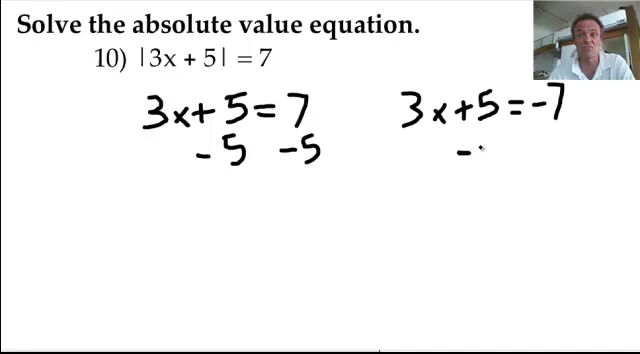 Solve the absolute value equation.
10) |3x + 5| = 7
3x+5=7 3x+5=-7
-5 -5 -